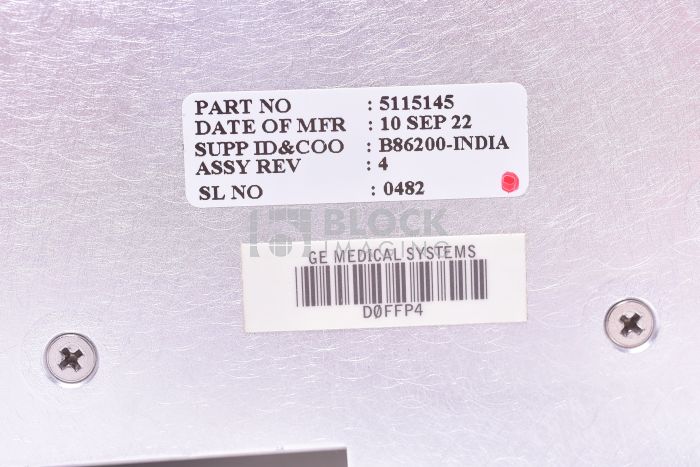 PART NO : 5115145
DATE OF MFR : 10 SEP 22
SUPP ID&COO : B86200-INDIA
ASSY REV : 4
SL NO : 0482
BLOCK
IMAGING
GE MEDICAL SYSTEMS
DØFFP4